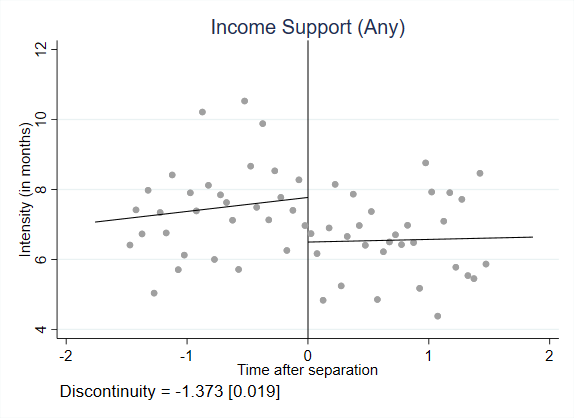 Income Support (Any)
Intensity (in months)
12
10
8
6
4
-2 -1 0 1 2
Time after separation
Discontinuity = -1.373 [0.019]